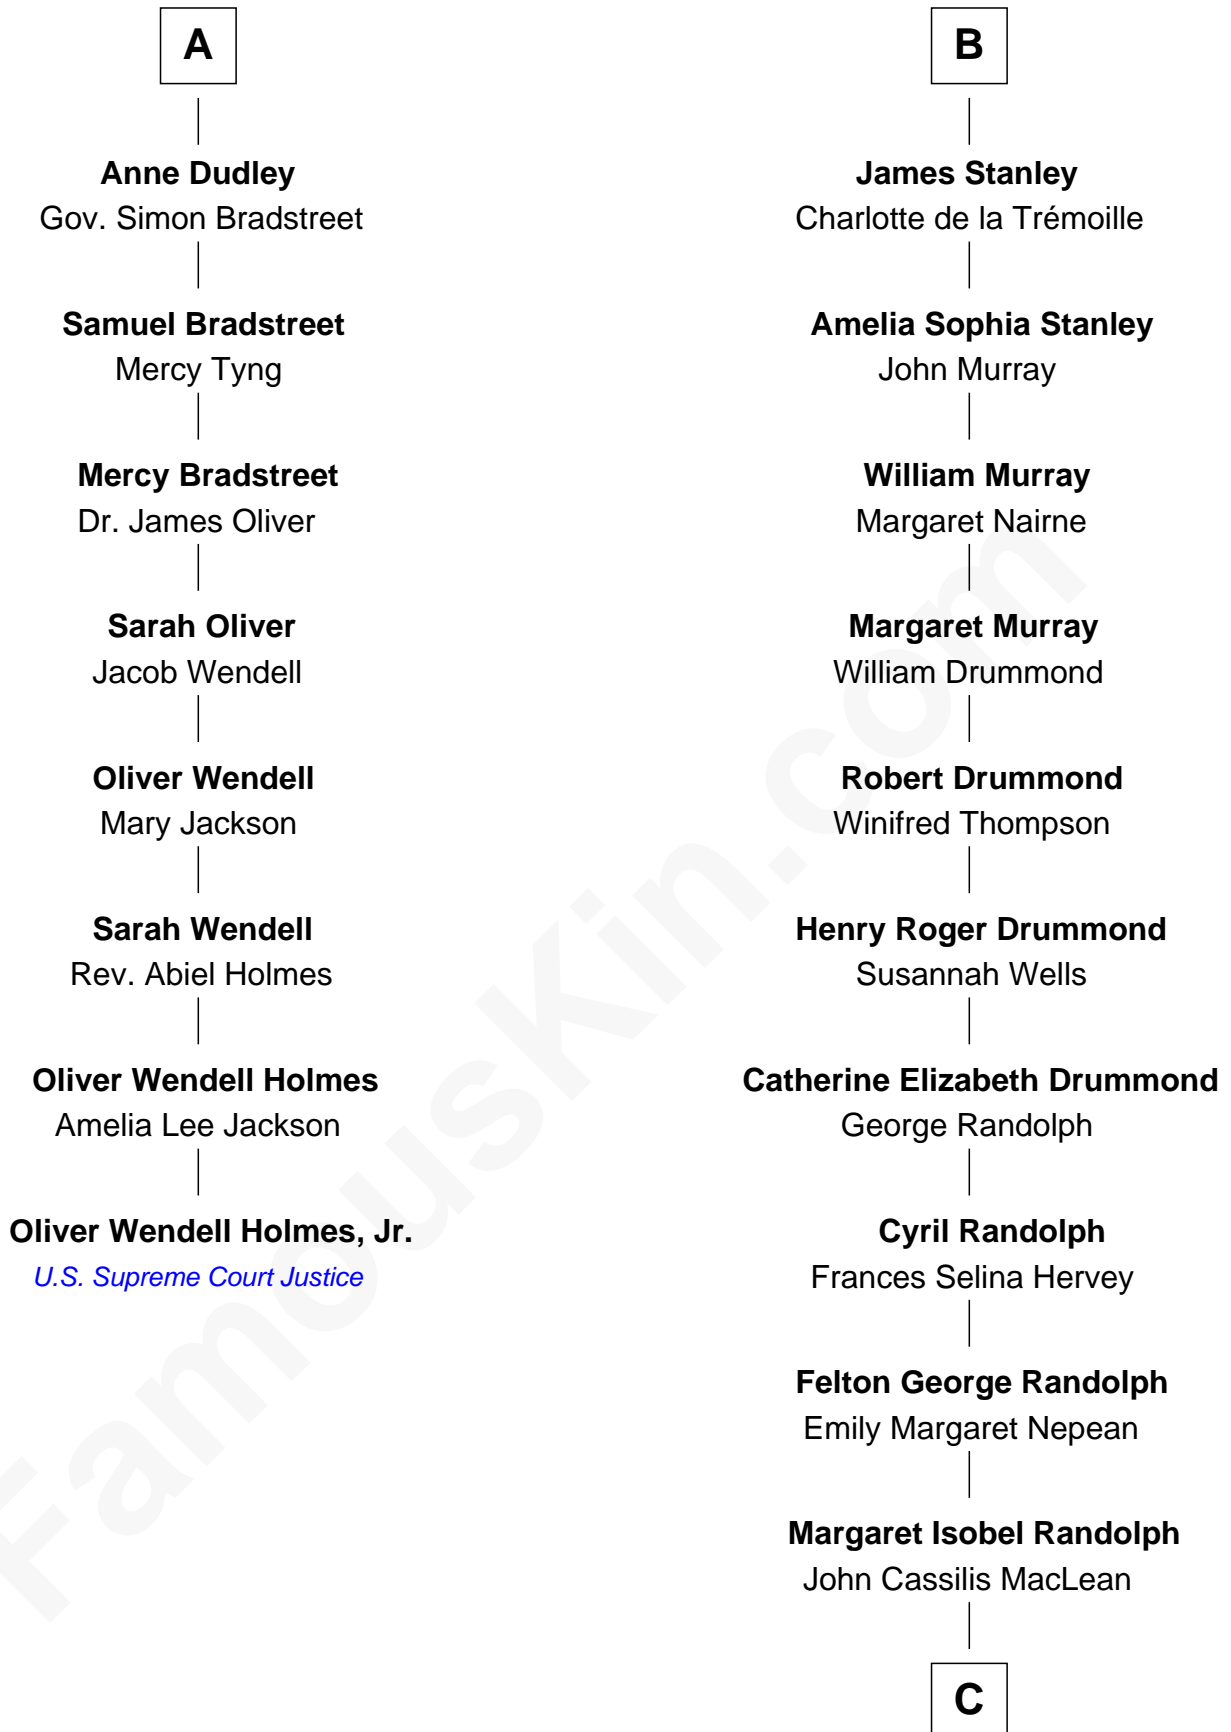 A
Anne Dudley
Gov. Simon Bradstreet
Samuel Bradstreet
Mercy Tyng
Mercy Bradstreet
Dr. James Oliver
Sarah Oliver
Jacob Wendell
Oliver Wendell
Mary Jackson
Sarah Wendell
Rev. Abiel Holmes
Oliver Wendell Holmes
Amelia Lee Jackson
Oliver Wendell Holmes, Jr.
U.S. Supreme Court Justice
B
James Stanley
Charlotte de la Trémoille
Amelia Sophia Stanley
John Murray
William Murray
Margaret Nairne
Margaret Murray
William Drummond
Robert Drummond
Winifred Thompson
Henry Roger Drummond
Susannah Wells
Catherine Elizabeth Drummond
George Randolph
Cyril Randolph
Frances Selina Hervey
Felton George Randolph
Emily Margaret Nepean
Margaret Isobel Randolph
John Cassilis MacLean
C
FamousKin.com